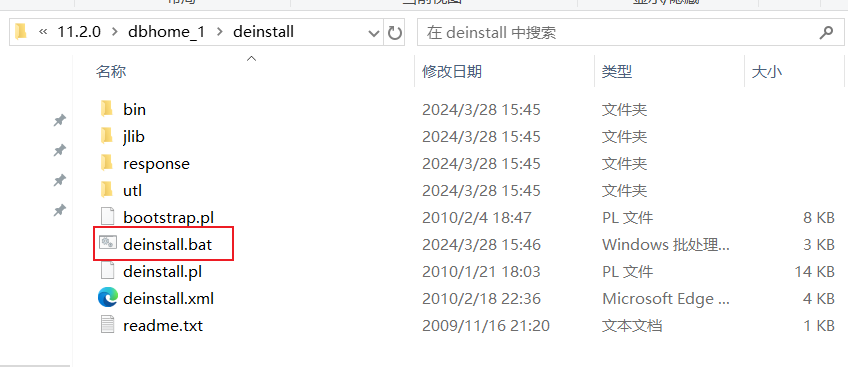 « 11.2.0 › dbhome_1 › deinstall 在 deinstall 中搜索
名称 修改日期 类型 大小
bin 2024/3/28 15:45 文件夹
jlib 2024/3/28 15:45 文件夹
response 2024/3/28 15:45 文件夹
utl 2024/3/28 15:45 文件夹
bootstrap.pl 2010/2/4 18:47 PL 文件 8 KB
deinstall.bat 2024/3/28 15:46 Windows 批处理... 3 KB
deinstall.pl 2010/1/21 18:03 PL 文件 14 KB
deinstall.xml 2010/2/18 22:36 Microsoft Edge ... 4 KB
readme.txt 2009/11/16 21:20 文本文档 1 KB